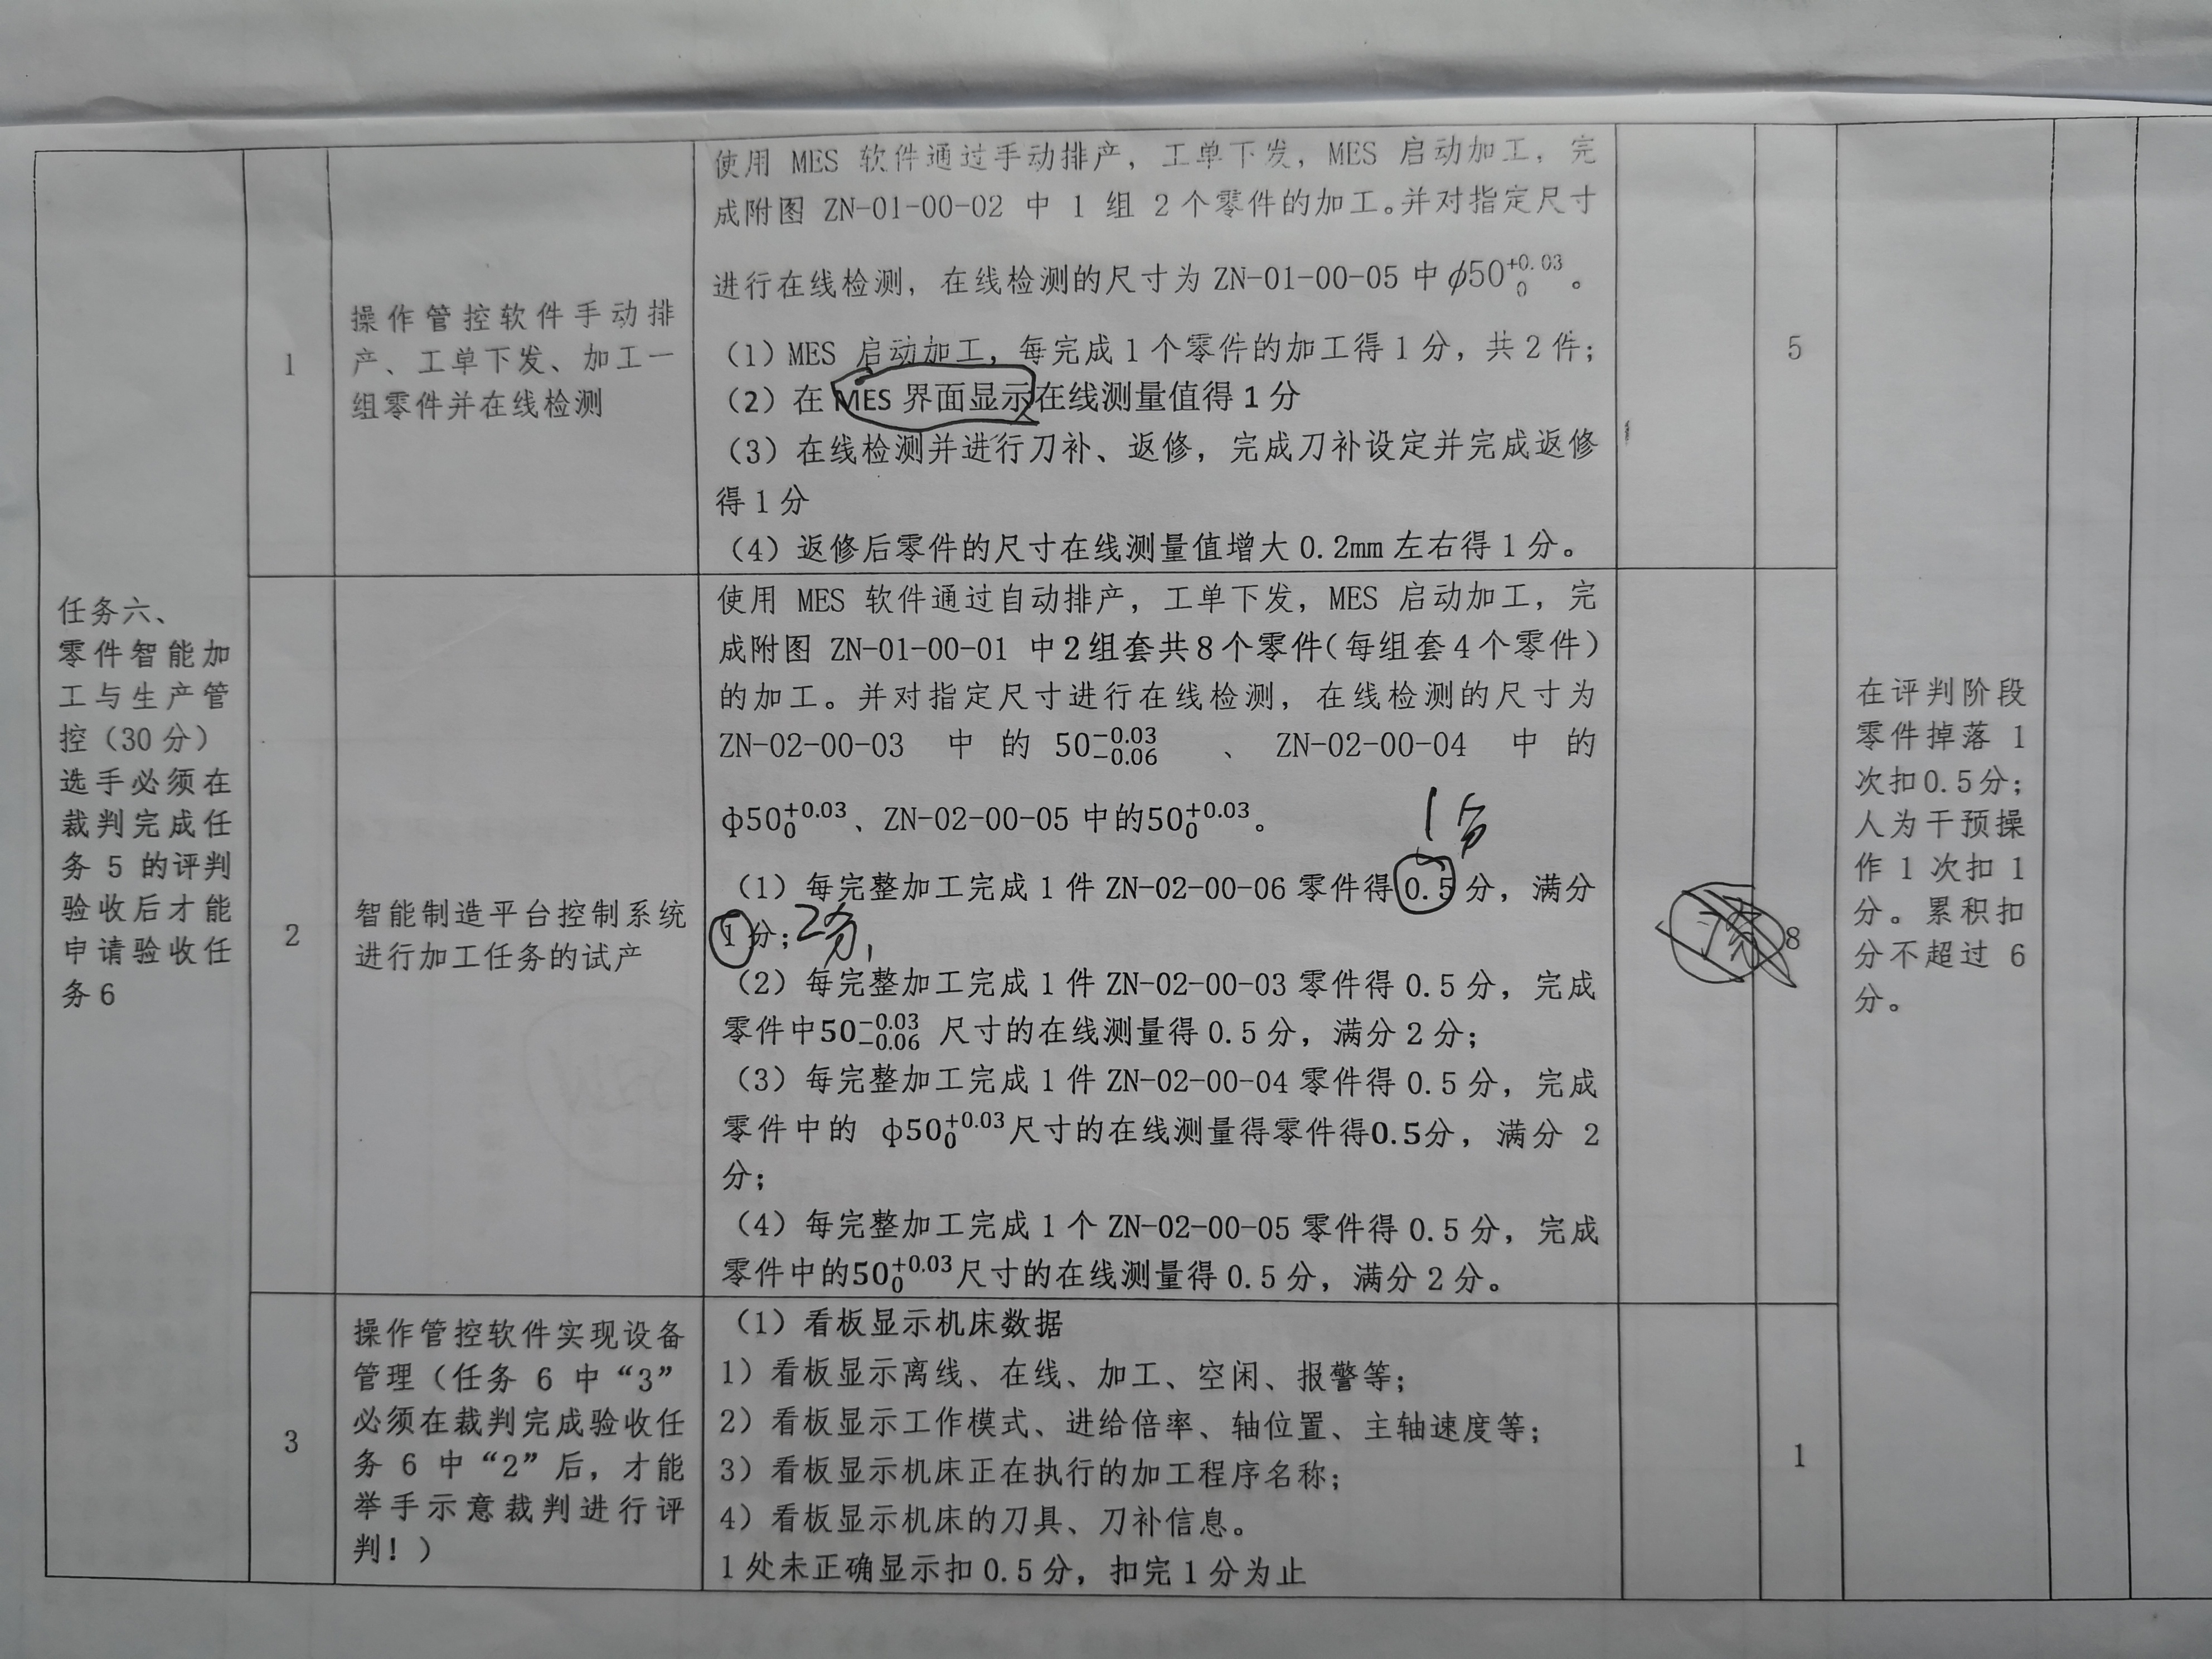 任务六、
零件智能加
工与生产管
控（30 分）
选手必须在
裁判完成任
务 5 的评判
验收后才能
申请验收任
务 6
1
操作管控软件手动排
产、工单下发、加工一
组零件并在线检测
使用 MES 软件通过手动排产，工单下发，MES 启动加工，完
成附图 ZN-01-00-02 中 1 组 2 个零件的加工。并对指定尺寸
进行在线检测，在线检测的尺寸为 ZN-01-00-05 中 ϕ50 +0.03 0 。
（1）MES 启动加工，每完成 1 个零件的加工得 1 分，共 2 件；
（2）在 MES 界面显示在线测量值得 1 分
（3）在线检测并进行刀补、返修，完成刀补设定并完成返修
得 1 分
（4）返修后零件的尺寸在线测量值增大 0.2mm 左右得 1 分。
5
2
智能制造平台控制系统
进行加工任务的试产
使用 MES 软件通过自动排产，工单下发，MES 启动加工，完
成附图 ZN-01-00-01 中 2 组套共 8 个零件（每组套 4 个零件）
的加工。并对指定尺寸进行在线检测，在线检测的尺寸为
ZN-02-00-03 中的 50 −0.03 −0.06 、 ZN-02-00-04 中的
ф50 +0.03 0 、ZN-02-00-05 中的50 +0.03 0 。
1分
（1）每完整加工完成 1 件 ZN-02-00-06 零件得 0.5 分，满分
1 分；2分,
（2）每完整加工完成 1 件 ZN-02-00-03 零件得 0.5 分，完成
零件中50 −0.03 −0.06 尺寸的在线测量得 0.5 分，满分 2 分；
（3）每完整加工完成 1 件 ZN-02-00-04 零件得 0.5 分，完成
零件中的 ф50 +0.03 0 尺寸的在线测量得零件得0.5分，满分 2
分；
（4）每完整加工完成 1 个 ZN-02-00-05 零件得 0.5 分，完成
零件中的50 +0.03 0 尺寸的在线测量得 0.5 分，满分 2 分。
8
3
操作管控软件实现设备
管理（任务 6 中“3”
必须在裁判完成验收任
务 6 中“2”后，才能
举手示意裁判进行评
判！）
（1）看板显示机床数据
1）看板显示离线、在线、加工、空闲、报警等；
2）看板显示工作模式、进给倍率、轴位置、主轴速度等；
3）看板显示机床正在执行的加工程序名称；
4）看板显示机床的刀具、刀补信息。
1 处未正确显示扣 0.5 分，扣完 1 分为止
1
在评判阶段
零件掉落 1
次扣 0.5 分；
人为干预操
作 1 次扣 1
分。累积扣
分不超过 6
分。